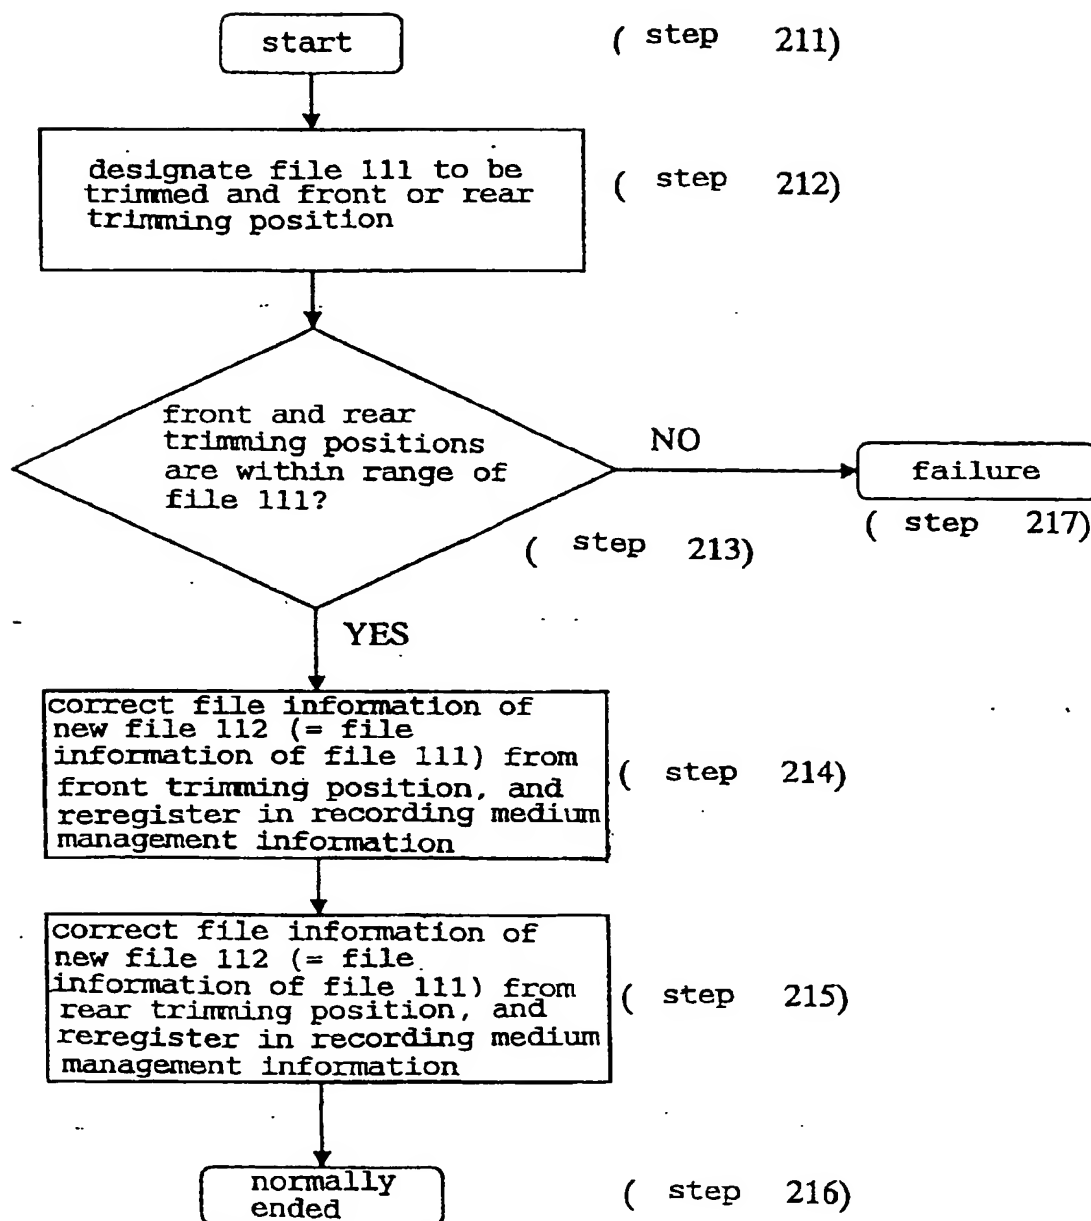 start
( step 211)
designate file 111 to be
trimmed and front or rear
trimming position
( step 212)
front and rear
trimming positions
are within range of
file 111?
NO
failure
( step 217)
( step 213)
YES
correct file information of
new file 112 (= file
information of file 111) from
front trimming position, and
reregister in recording medium
management information
( step 214)
correct file information of
new file 112 (= file
information of file 111) from
rear trimming position, and
reregister in recording medium
management information
( step 215)
normally
ended
( step 216)